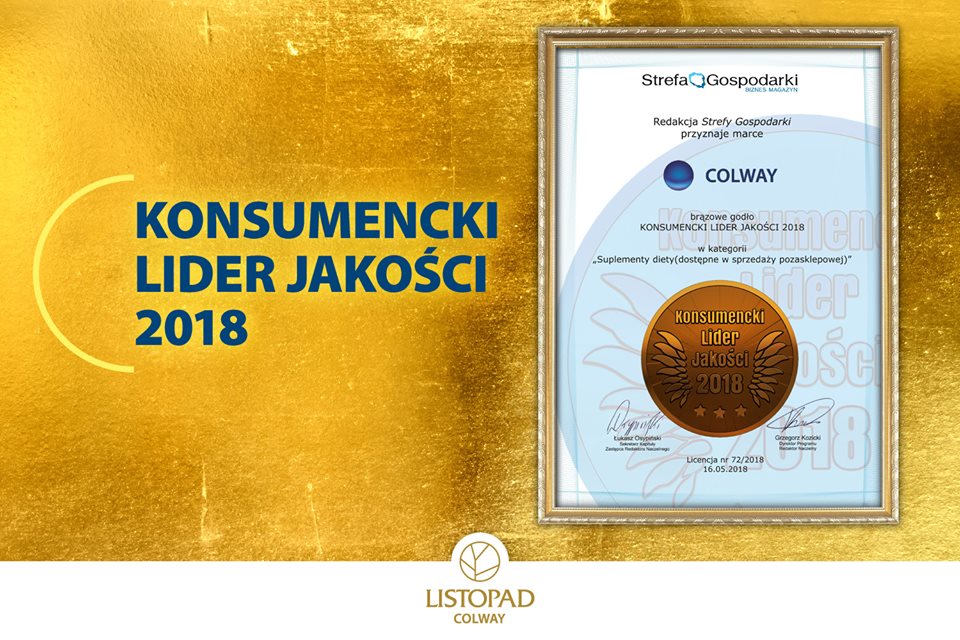 KONSUMENCKI
LIDER JAKOŚCI
2018
Strefa Gospodarki
BIZNES MAGAZYN
Redakcja Strefy Gospodarki
przyznaje marce
COLWAY
brązowe godło
KONSUMENCKI LIDER JAKOŚCI 2018
w kategorii
„Suplementy diety(dostępne w sprzedaży pozasklepowej)”
Konsumencki
Lider
Jakości
2018
Konsumencki
Lider
Jakości
2018
Łukasz Osypiński
Sekretarz Kapituły
Zastępca Redaktora Naczelnego
Grzegorz Kozicki
Dyrektor Programu
Redaktor Naczelny
Licencja nr 72/2018
16.05.2018
LISTOPAD
COLWAY